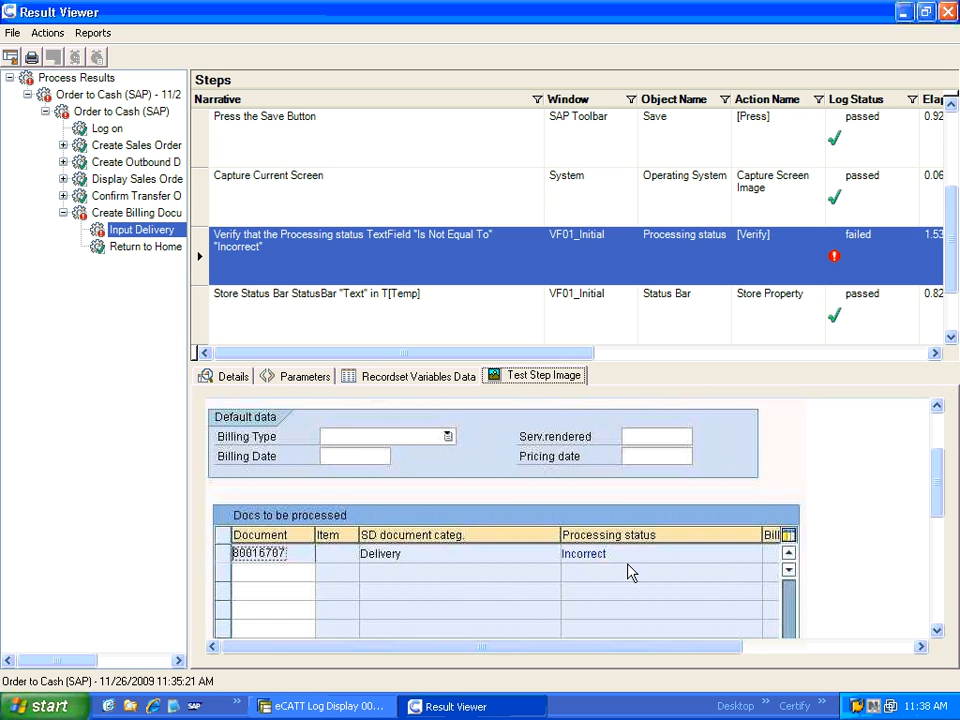 Result Viewer
File Actions Reports
Process Results
Order to Cash (SAP) - 11/2
Order to Cash (SAP)
Log on
Create Sales Order
Create Outbound D
Display Sales Orde
Confirm Transfer O
Create Billing Docu
Input Delivery
Return to Home
Steps
Narrative Window Object Name Action Name Log Status Elap
Press the Save Button SAP Toolbar Save [Press] passed 0.92
Capture Current Screen System Operating System Capture Screen passed 0.06
Image
Verify that the Processing status TextField "Is Not Equal To" VF01_Initial Processing status [Verify] failed 1.53
"Incorrect"
Store Status Bar StatusBar "Text" in T[Temp] VF01_Initial Status Bar Store Property passed 0.82
Details Parameters Recordset Variables Data Test Step Image
Default data
Billing Type Serv.rendered
Billing Date Pricing date
Docs to be processed
Document Item SD document categ. Processing status Bill
80016707 Delivery Incorrect
Order to Cash (SAP) - 11/26/2009 11:35:21 AM
start SAP » eCATT Log Display 00... Result Viewer Desktop » Certify » 11:38 AM